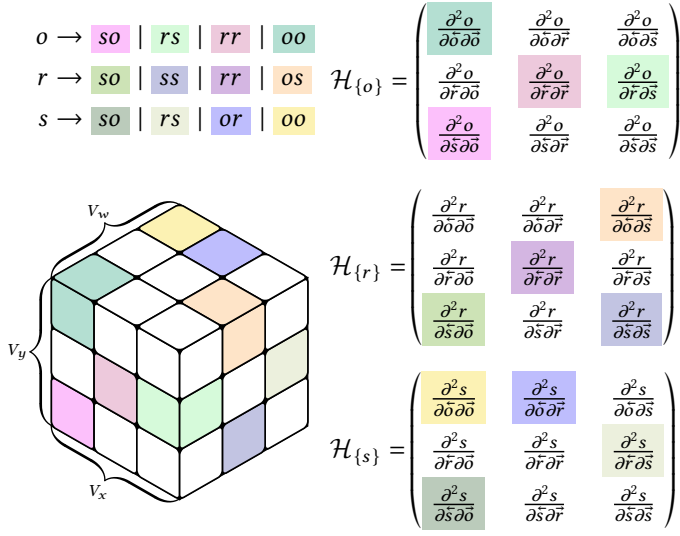 o → so | rs | rr | oo
r → so | ss | rr | os
s → so | rs | or | oo
ℋ{o} = ( ∂²o/∂o⃖∂o⃗ ∂²o/∂o⃖∂r⃗ ∂²o/∂o⃖∂s⃗
∂²o/∂r⃖∂o⃗ ∂²o/∂r⃖∂r⃗ ∂²o/∂r⃖∂s⃗
∂²o/∂s⃖∂o⃗ ∂²o/∂s⃖∂r⃗ ∂²o/∂s⃖∂s⃗ )
V_w
V_y
V_x
ℋ{r} = ( ∂²r/∂o⃖∂o⃗ ∂²r/∂o⃖∂r⃗ ∂²r/∂o⃖∂s⃗
∂²r/∂r⃖∂o⃗ ∂²r/∂r⃖∂r⃗ ∂²r/∂r⃖∂s⃗
∂²r/∂s⃖∂o⃗ ∂²r/∂s⃖∂r⃗ ∂²r/∂s⃖∂s⃗ )
ℋ{s} = ( ∂²s/∂o⃖∂o⃗ ∂²s/∂o⃖∂r⃗ ∂²s/∂o⃖∂s⃗
∂²s/∂r⃖∂o⃗ ∂²s/∂r⃖∂r⃗ ∂²s/∂r⃖∂s⃗
∂²s/∂s⃖∂o⃗ ∂²s/∂s⃖∂r⃗ ∂²s/∂s⃖∂s⃗ )